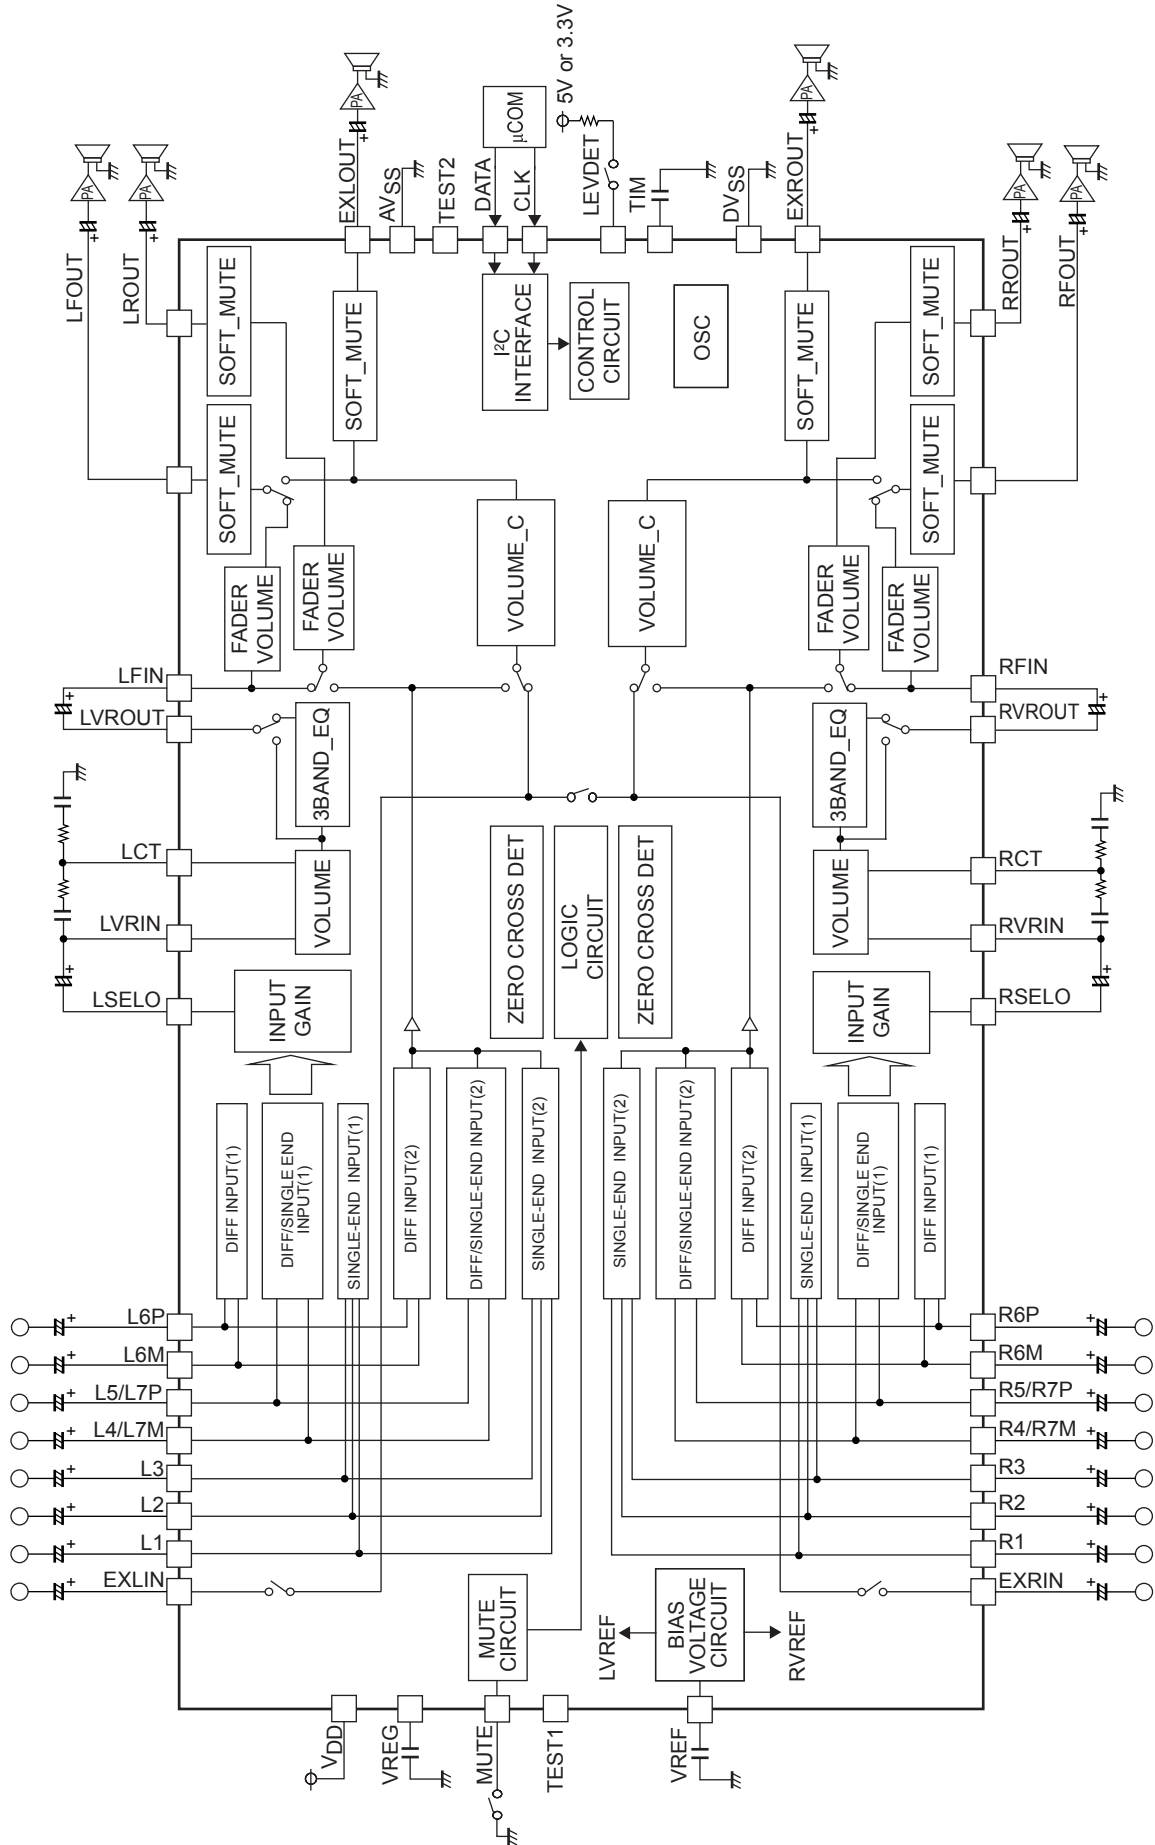 5V or 3.3V
PA
PA
PA
PA
PA
PA
µCOM
LFOUT
LROUT
EXLOUT
AVSS
TEST2
DATA
CLK
LEVDET
TIM
DVSS
EXROUT
RROUT
RFOUT
SOFT_MUTE
SOFT_MUTE
I²C
INTERFACE
CONTROL
CIRCUIT
OSC
SOFT_MUTE
SOFT_MUTE
SOFT_MUTE
SOFT_MUTE
FADER
VOLUME
FADER
VOLUME
VOLUME_C
VOLUME_C
FADER
VOLUME
FADER
VOLUME
LFIN
RFIN
LVROUT
RVROUT
3BAND_EQ
3BAND_EQ
LCT
RCT
VOLUME
VOLUME
LVRIN
RVRIN
ZERO CROSS DET
LOGIC
CIRCUIT
ZERO CROSS DET
LSELO
RSELO
INPUT
GAIN
INPUT
GAIN
DIFF INPUT(1)
DIFF/SINGLE END
INPUT(1)
SINGLE-END INPUT(1)
DIFF INPUT(2)
DIFF/SINGLE-END INPUT(2)
SINGLE-END INPUT(2)
SINGLE-END INPUT(2)
DIFF/SINGLE-END INPUT(2)
DIFF INPUT(2)
SINGLE-END INPUT(1)
DIFF/SINGLE END
INPUT(1)
DIFF INPUT(1)
L6P
R6P
L6M
R6M
L5/L7P
R5/R7P
L4/L7M
R4/R7M
L3
R3
L2
R2
L1
R1
EXLIN
EXRIN
MUTE
CIRCUIT
LVREF
BIAS
VOLTAGE
CIRCUIT
RVREF
VDD
VREG
MUTE
TEST1
VREF